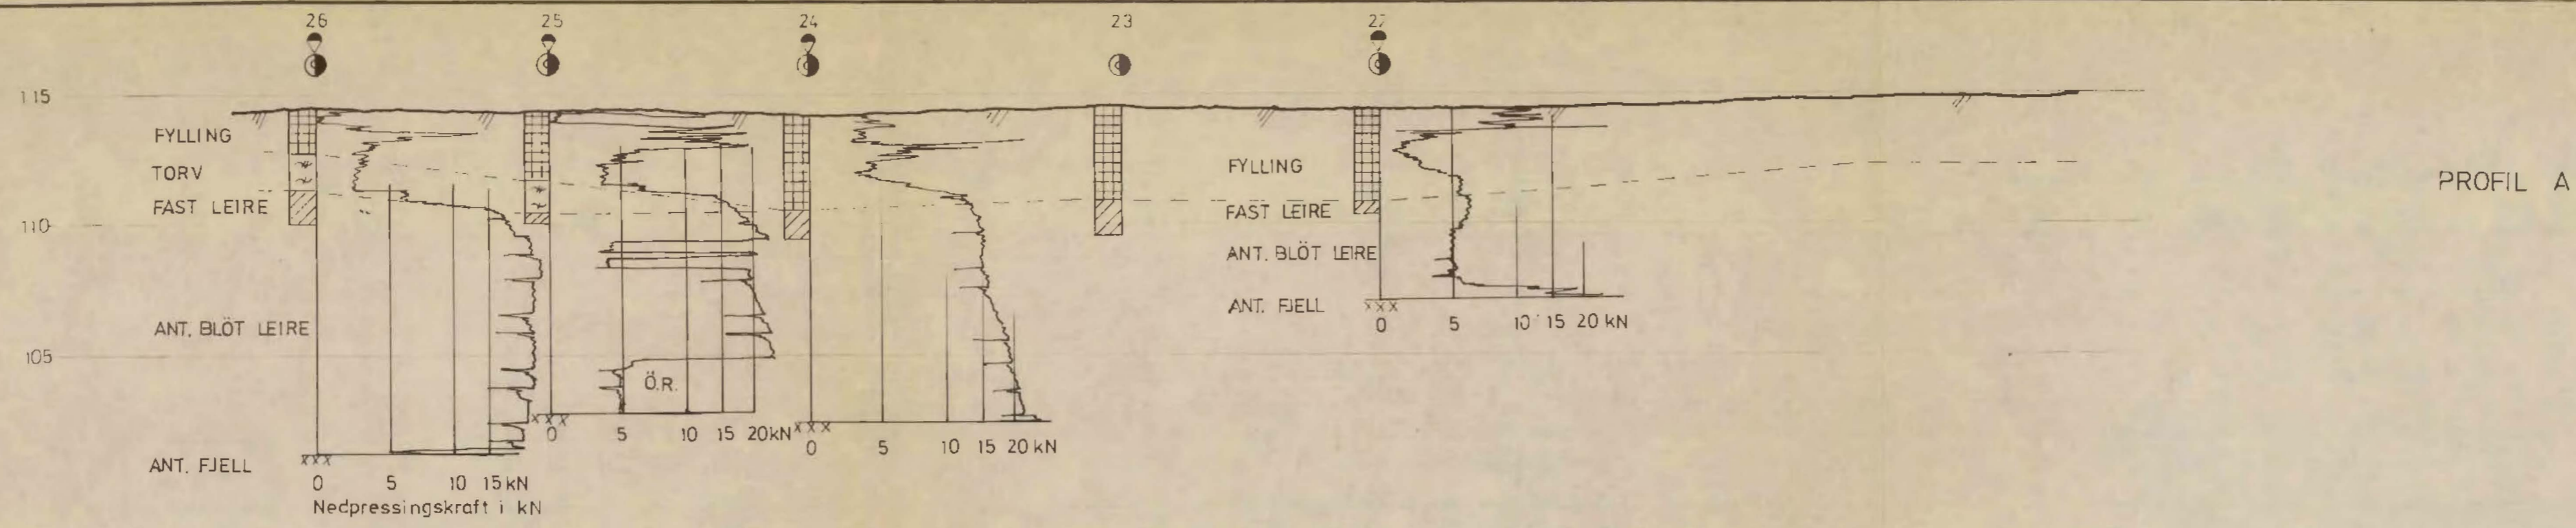 26 25 24 23 27
115
FYLLING
TORV
FAST LEIRE
110
ANT. BLÖT LEIRE
105
ANT. FJELL
0 5 10 15 kN
Nedpressingskraft i kN
Ö.R.
0 5 10 15 20 kN
0 5 10 15 20 kN
FYLLING
FAST LEIRE
ANT. BLÖT LEIRE
ANT. FJELL
0 5 10 15 20 kN
PROFIL A